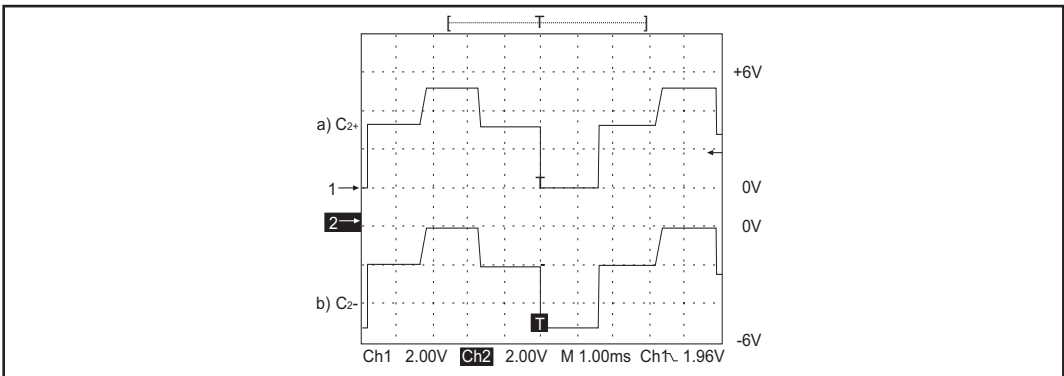 [ T ]
+6V
a) C2+
T
1
0V
2
0V
b) C2-
T
-6V
Ch1 2.00V Ch2 2.00V M 1.00ms Ch1 1.96V